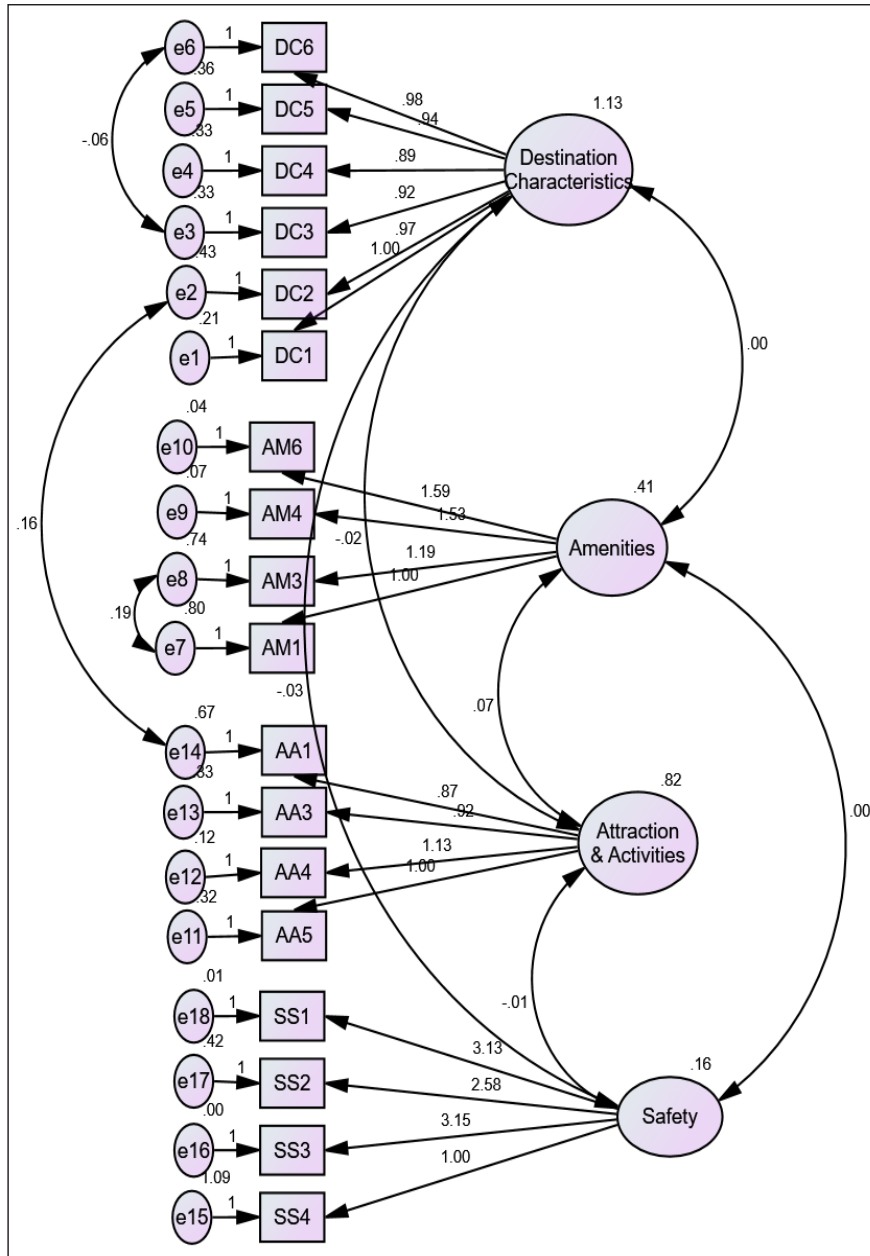 e6
1
DC6
.36
e5
1
DC5
.33
e4
1
DC4
.33
e3
1
DC3
.43
e2
1
DC2
.21
e1
1
DC1
-.06
.98
.94
.89
.92
.97
1.00
1.13
Destination
Characteristics
.00
.04
e10
1
AM6
.07
e9
1
AM4
.74
e8
1
AM3
.80
e7
1
AM1
.19
.16
1.59
1.53
1.19
1.00
.41
Amenities
-.02
-.03
.07
.67
e14
1
AA1
.33
e13
1
AA3
.12
e12
1
AA4
.32
e11
1
AA5
.87
.92
1.13
1.00
.82
Attraction
& Activities
.00
-.01
.01
e18
1
SS1
.42
e17
1
SS2
.00
e16
1
SS3
1.09
e15
1
SS4
3.13
2.58
3.15
1.00
.16
Safety